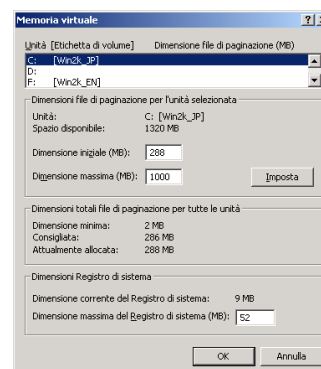 Memoria virtuale
Unità [Etichetta di volume] Dimensione file di paginazione (MB)
C: [Win2k_JP]
D:
F: [Win2k_EN]
Dimensioni file di paginazione per l'unità selezionata
Unità: C: [Win2k_JP]
Spazio disponibile: 1320 MB
Dimensione iniziale (MB): 288
Dimensione massima (MB): 1000 Imposta
Dimensioni totali file di paginazione per tutte le unità
Dimensione minima: 2 MB
Consigliata: 286 MB
Attualmente allocata: 288 MB
Dimensioni Registro di sistema
Dimensione corrente del Registro di sistema: 9 MB
Dimensione massima del Registro di sistema (MB): 52
OK Annulla